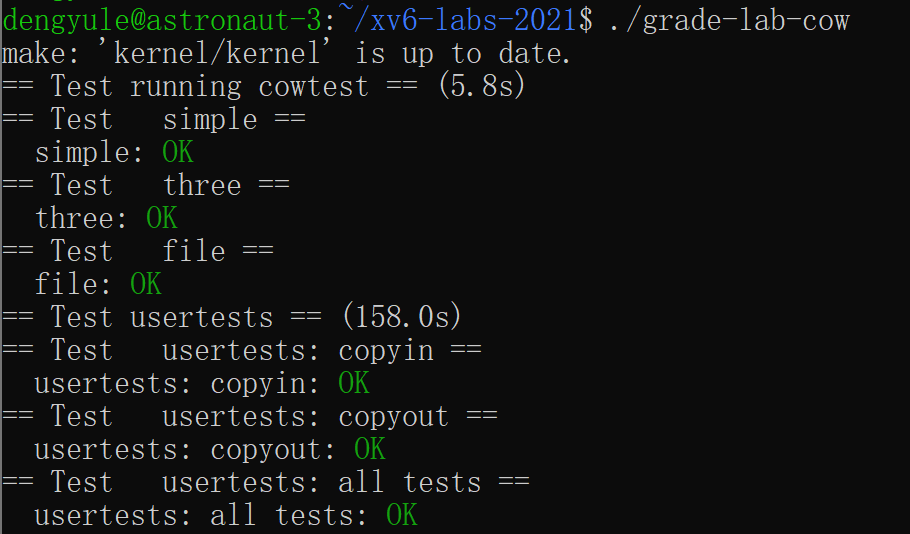 dengyule@astronaut-3:~/xv6-labs-2021$ ./grade-lab-cow
make: 'kernel/kernel' is up to date.
== Test running cowtest == (5.8s)
== Test   simple ==
  simple: OK
== Test   three ==
  three: OK
== Test   file ==
  file: OK
== Test usertests == (158.0s)
== Test   usertests: copyin ==
  usertests: copyin: OK
== Test   usertests: copyout ==
  usertests: copyout: OK
== Test   usertests: all tests ==
  usertests: all tests: OK